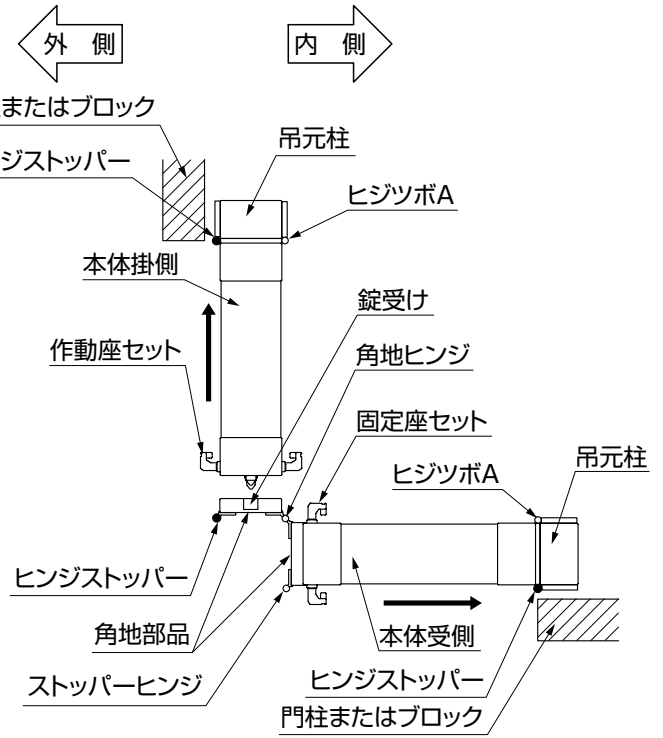 外 側
内 側
またはブロック
ジストッパー
吊元柱
ヒジツボA
本体掛側
錠受け
作動座セット
角地ヒンジ
固定座セット
吊元柱
ヒジツボA
ヒンジストッパー
角地部品
本体受側
ストッパーヒンジ
ヒンジストッパー
門柱またはブロック